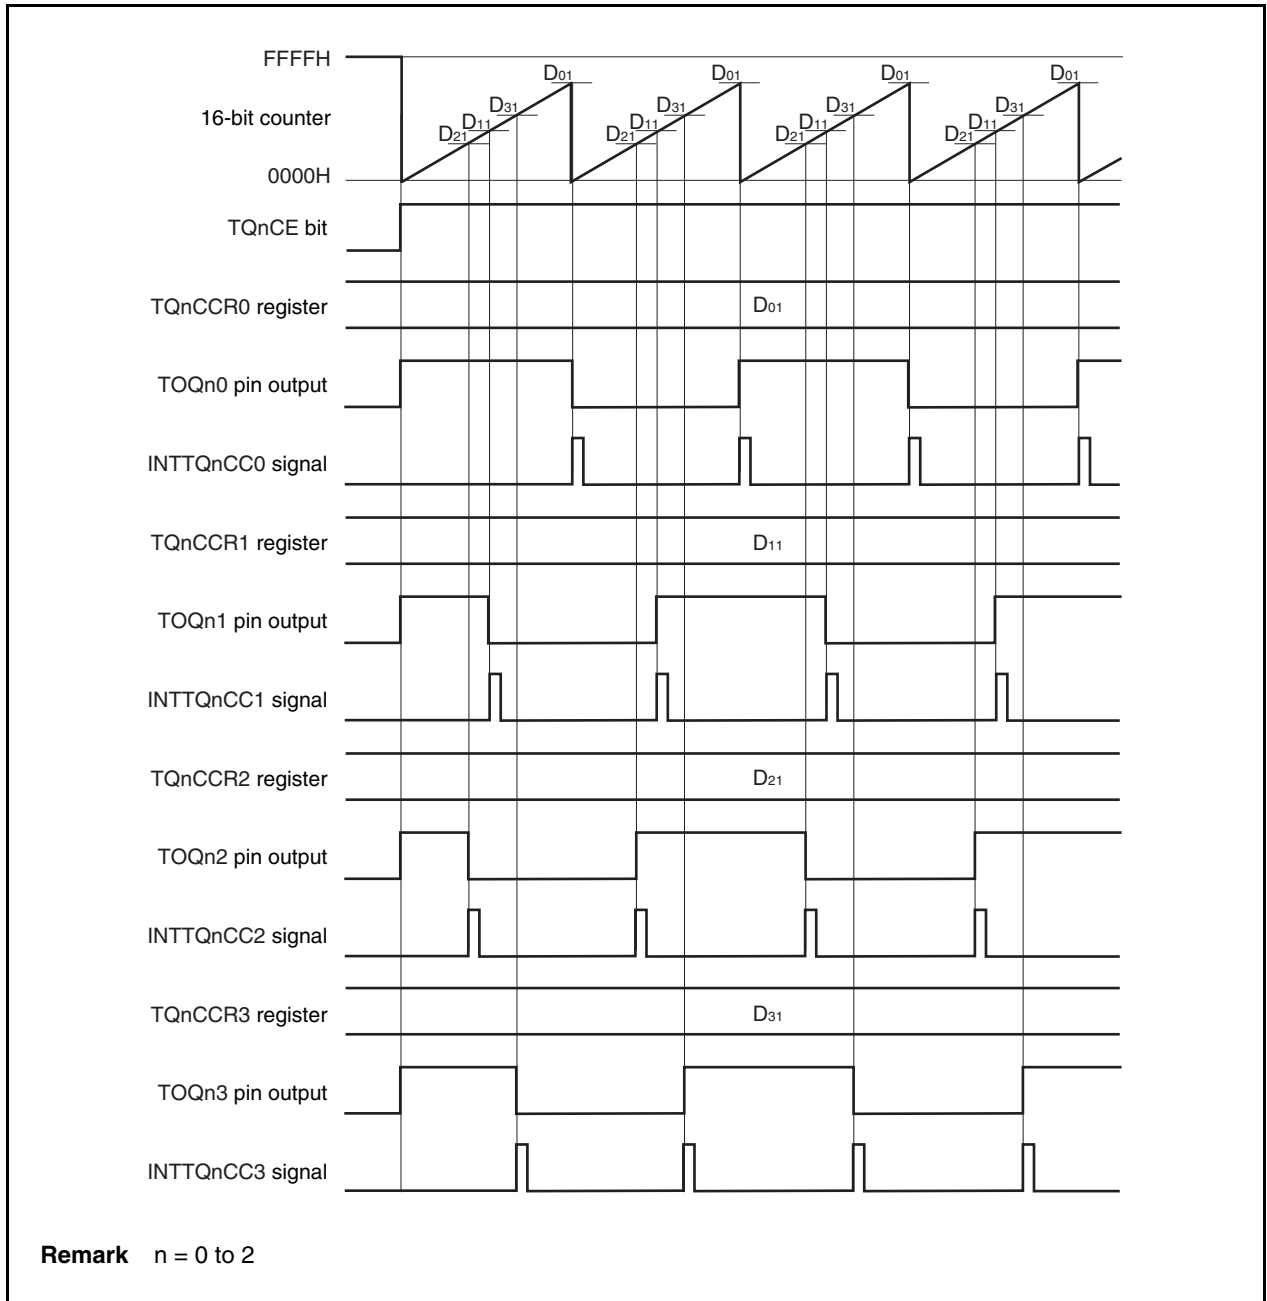 FFFFH
D01 D01 D01 D01
D31 D31 D31 D31
16-bit counter
D11 D11 D11 D11
D21 D21 D21 D21
0000H
TQnCE bit
TQnCCR0 register D01
TOQn0 pin output
INTTQnCC0 signal
TQnCCR1 register D11
TOQn1 pin output
INTTQnCC1 signal
TQnCCR2 register D21
TOQn2 pin output
INTTQnCC2 signal
TQnCCR3 register D31
TOQn3 pin output
INTTQnCC3 signal
Remark n = 0 to 2